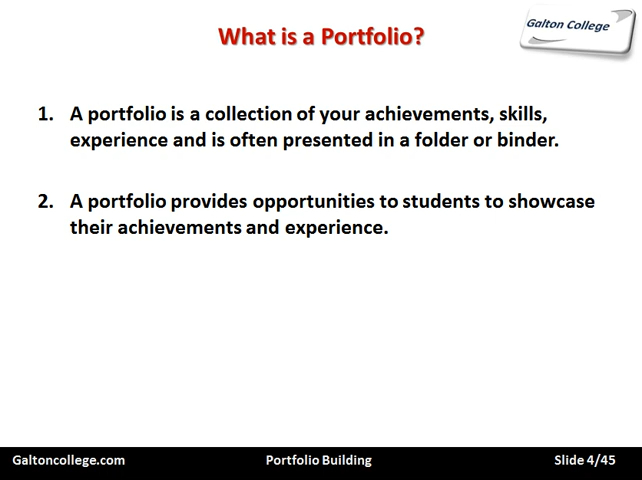 What is a Portfolio?
Galton College
1. A portfolio is a collection of your achievements, skills,
experience and is often presented in a folder or binder.
2. A portfolio provides opportunities to students to showcase
their achievements and experience.
Galtoncollege.com
Portfolio Building
Slide 4/45